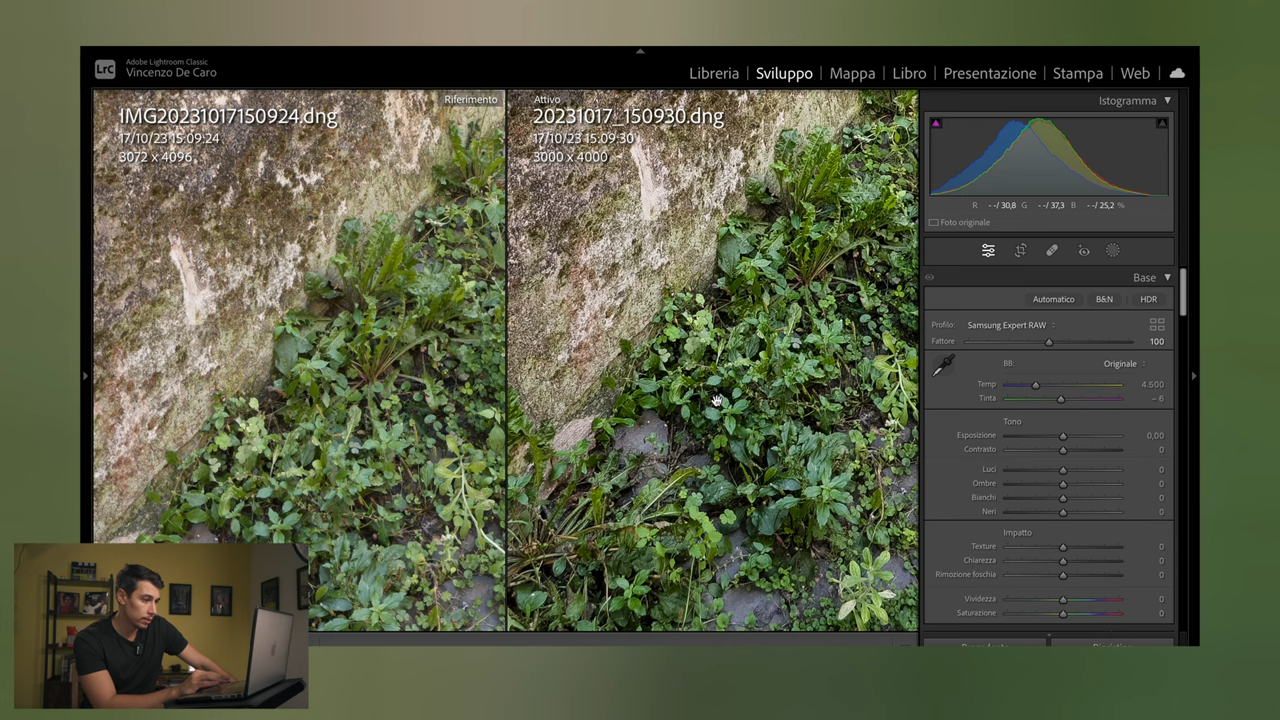 LrC
Adobe Lightroom Classic
Vincenzo De Caro
Libreria | Sviluppo | Mappa | Libro | Presentazione | Stampa | Web
IMG20231017150924.dng
17/10/23 15:09:24
3072 x 4096
Riferimento
Attivo
20231017_150930.dng
17/10/23 15:09:30
3000 x 4000
Istogramma
R --/ 30,8 G --/ 37,3 B --/ 25,2 %
Foto originale
Base
Automatico B&N HDR
Profilo: Samsung Expert RAW
Fattore 100
BB: Originale
Temp 4.500
Tinta – 6
Tono
Esposizione 0,00
Contrasto 0
Luci 0
Ombre 0
Bianchi 0
Neri 0
Impatto
Texture 0
Chiarezza 0
Rimozione foschia 0
Vividezza 0
Saturazione 0